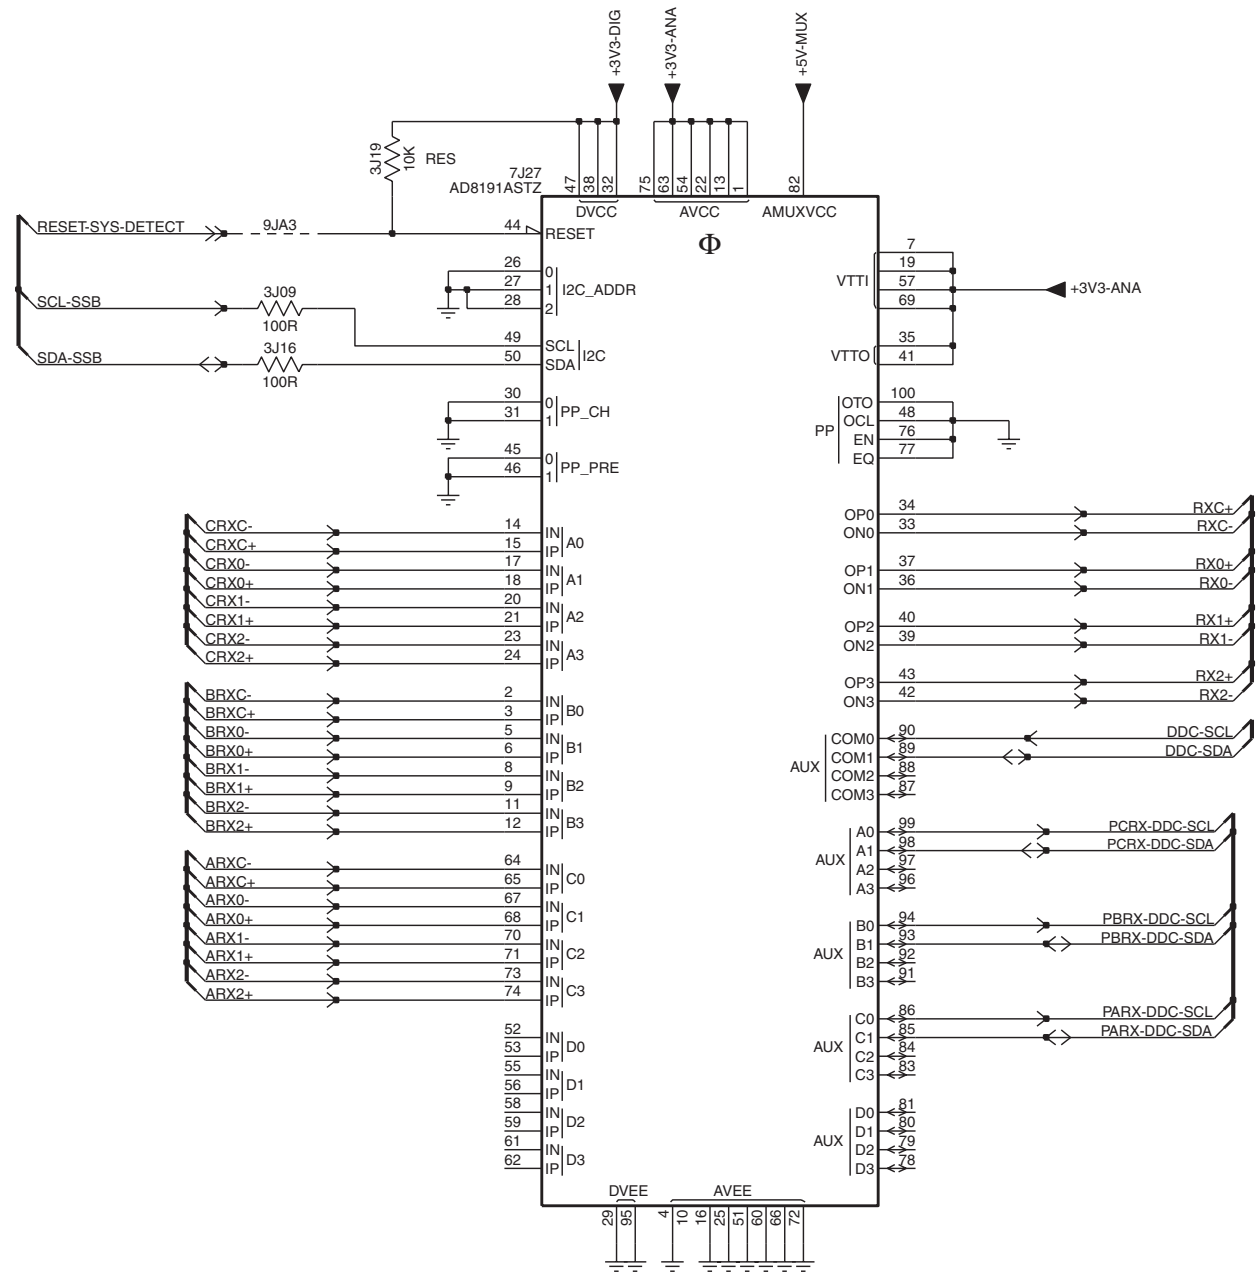 +3V3-DIG
+3V3-ANA
+5V-MUX
3J19
10K
RES
7J27
AD8191ASTZ
47
38
32
75
63
54
22
13
1
82
DVCC
AVCC
AMUXVCC
Φ
RESET-SYS-DETECT
9JA3
44
RESET
26
0
27
1
28
2
I2C_ADDR
SCL-SSB
3J09
100R
49
SCL
SDA-SSB
3J16
100R
50
SDA
I2C
30
0
31
1
PP_CH
45
0
46
1
PP_PRE
7
19
57
69
VTTI
+3V3-ANA
35
41
VTTO
PP
OTO 100
OCL 48
EN 76
EQ 77
CRXC- 14 IN
CRXC+ 15 IP
A0
CRX0- 17 IN
CRX0+ 18 IP
A1
CRX1- 20 IN
CRX1+ 21 IP
A2
CRX2- 23 IN
CRX2+ 24 IP
A3
BRXC- 2 IN
BRXC+ 3 IP
B0
BRX0- 5 IN
BRX0+ 6 IP
B1
BRX1- 8 IN
BRX1+ 9 IP
B2
BRX2- 11 IN
BRX2+ 12 IP
B3
ARXC- 64 IN
ARXC+ 65 IP
C0
ARX0- 67 IN
ARX0+ 68 IP
C1
ARX1- 70 IN
ARX1+ 71 IP
C2
ARX2- 73 IN
ARX2+ 74 IP
C3
52 IN
53 IP
D0
55 IN
56 IP
D1
58 IN
59 IP
D2
61 IN
62 IP
D3
OP0 34 RXC+
ON0 33 RXC-
OP1 37 RX0+
ON1 36 RX0-
OP2 40 RX1+
ON2 39 RX1-
OP3 43 RX2+
ON3 42 RX2-
AUX
COM0 90 DDC-SCL
COM1 89 DDC-SDA
COM2 88
COM3 87
AUX
A0 99 PCRX-DDC-SCL
A1 98 PCRX-DDC-SDA
A2 97
A3 96
AUX
B0 94 PBRX-DDC-SCL
B1 93 PBRX-DDC-SDA
B2 92
B3 91
AUX
C0 86 PARX-DDC-SCL
C1 85 PARX-DDC-SDA
C2 84
C3 83
AUX
D0 81
D1 80
D2 79
D3 78
DVEE
AVEE
29
95
4
10
16
25
51
60
66
72